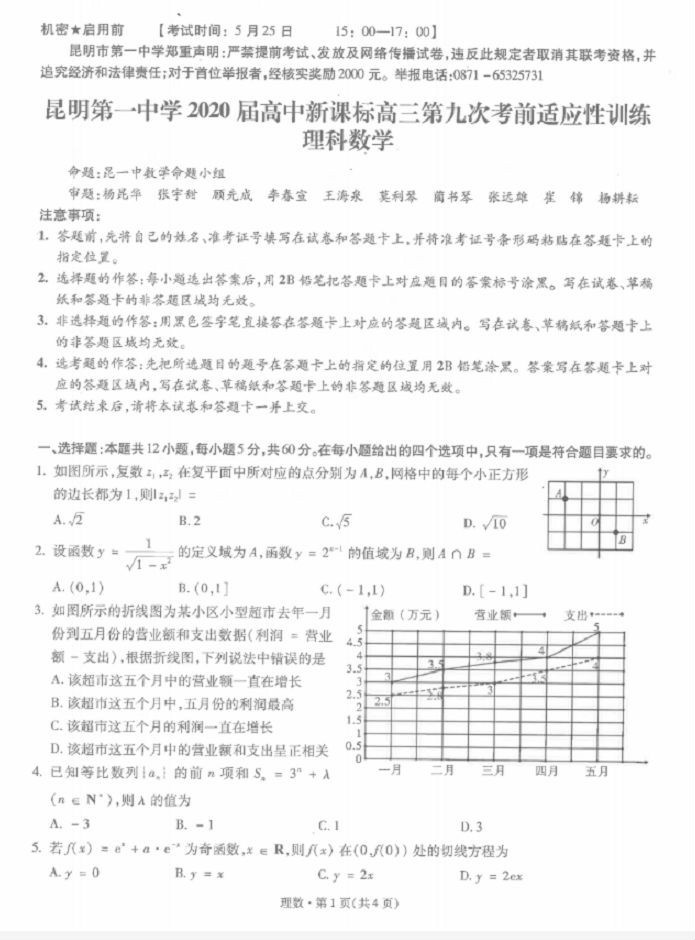 机密★启用前 【考试时间:5月25日 15:00—17:00】
昆明市第一中学郑重声明:严禁提前考试、发放及网络传播试卷,违反此规定者取消其联考资格,并
追究经济和法律责任;对于首位举报者,经核实奖励2000元。举报电话:0871-65325731
昆明第一中学2020届高中新课标高三第九次考前适应性训练
理科数学
命题:昆一中数学命题小组
审题:杨昆华 张宇甜 顾先成 李春宣 王海泉 莫利琴 蔺书琴 张远雄 崔锦 杨耕耘
注意事项:
1. 答题前,先将自己的姓名、准考证号填写在试卷和答题卡上,并将准考证号条形码粘贴在答题卡上的
指定位置。
2. 选择题的作答:每小题选出答案后,用2B铅笔把答题卡上对应题目的答案标号涂黑。写在试卷、草稿
纸和答题卡的非答题区域均无效。
3. 非选择题的作答:用黑色签字笔直接答在答题卡上对应的答题区域内。写在试卷、草稿纸和答题卡上
的非答题区域均无效。
4. 选考题的作答:先把所选题目的题号在答题卡上的指定的位置用2B铅笔涂黑。答案写在答题卡上对
应的答题区域内,写在试卷、草稿纸和答题卡上的非答题区域均无效。
5. 考试结束后,请将本试卷和答题卡一并上交。
一、选择题:本题共12小题,每小题5分,共60分。在每小题给出的四个选项中,只有一项是符合题目要求的。
1. 如图所示,复数z₁,z₂在复平面中所对应的点分别为A,B,网格中的每个小正方形
的边长都为1,则|z₁z₂| =
A. √2 B. 2 C. √5 D. √10
y
A
O x
B
2. 设函数y = 1/√(1-x²) 的定义域为A,函数y = 2ˣ⁻¹ 的值域为B,则A∩B =
A. (0,1) B. (0,1] C. (-1,1) D. [-1,1]
3. 如图所示的折线图为某小区小型超市去年一月
份到五月份的营业额和支出数据(利润 = 营业
额 - 支出),根据折线图,下列说法中错误的是
A. 该超市这五个月中的营业额一直在增长
B. 该超市这五个月中,五月份的利润最高
C. 该超市这五个月的利润一直在增长
D. 该超市这五个月中的营业额和支出呈正相关
金额(万元) 营业额 支出
5
4.5
4
3.5
3
2.5
2
1.5
1
0.5
0
3 3.5 3.8 4 5
2.5 2.8 3 3.5 4
一月 二月 三月 四月 五月
4. 已知等比数列{aₙ}的前n项和Sₙ = 3ⁿ + λ
(n ∈ N*),则λ的值为
A. -3 B. -1 C. 1 D. 3
5. 若f(x) = eˣ + a·e⁻ˣ 为奇函数,x ∈ R,则f(x)在(0,f(0))处的切线方程为
A. y = 0 B. y = x C. y = 2x D. y = 2ex
理数·第1页(共4页)